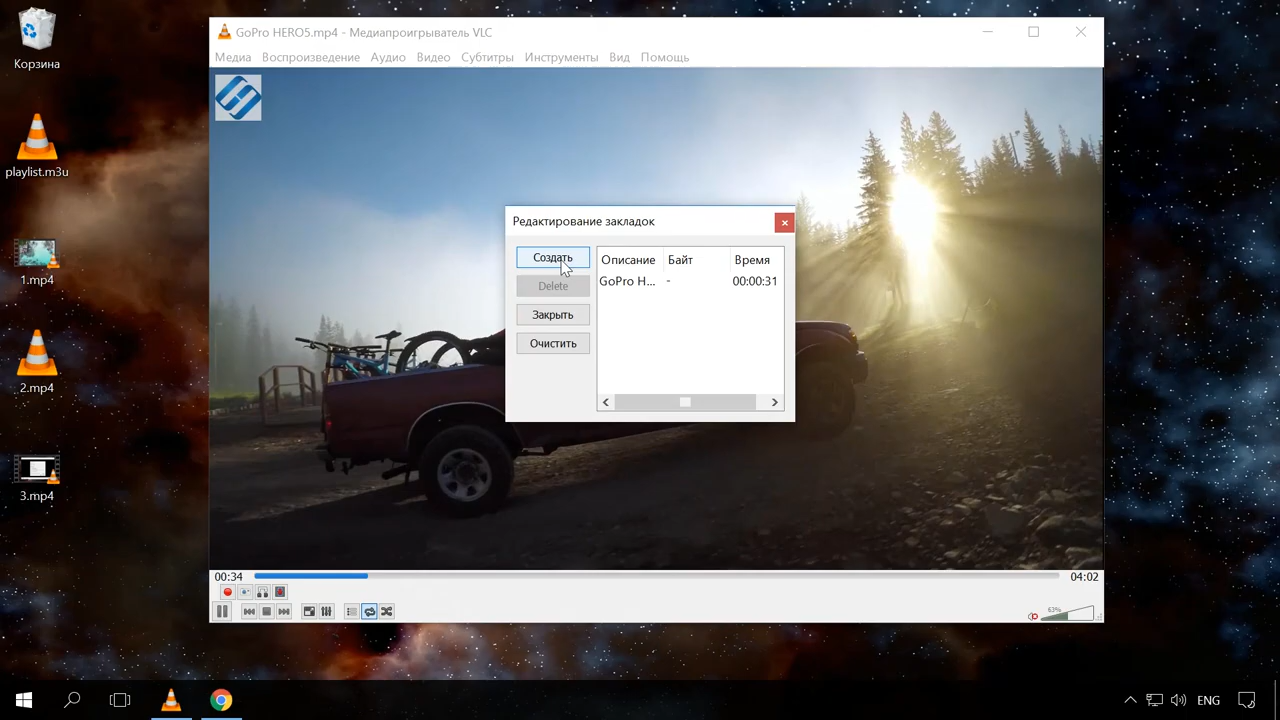 Корзина
playlist.m3u
1.mp4
2.mp4
3.mp4
GoPro HERO5.mp4 - Медиапроигрыватель VLC
Медиа Воспроизведение Аудио Видео Субтитры Инструменты Вид Помощь
Редактирование закладок
Создать
Delete
Закрыть
Очистить
Описание Байт Время
GoPro H... - 00:00:31
00:34 04:02
63%
ENG